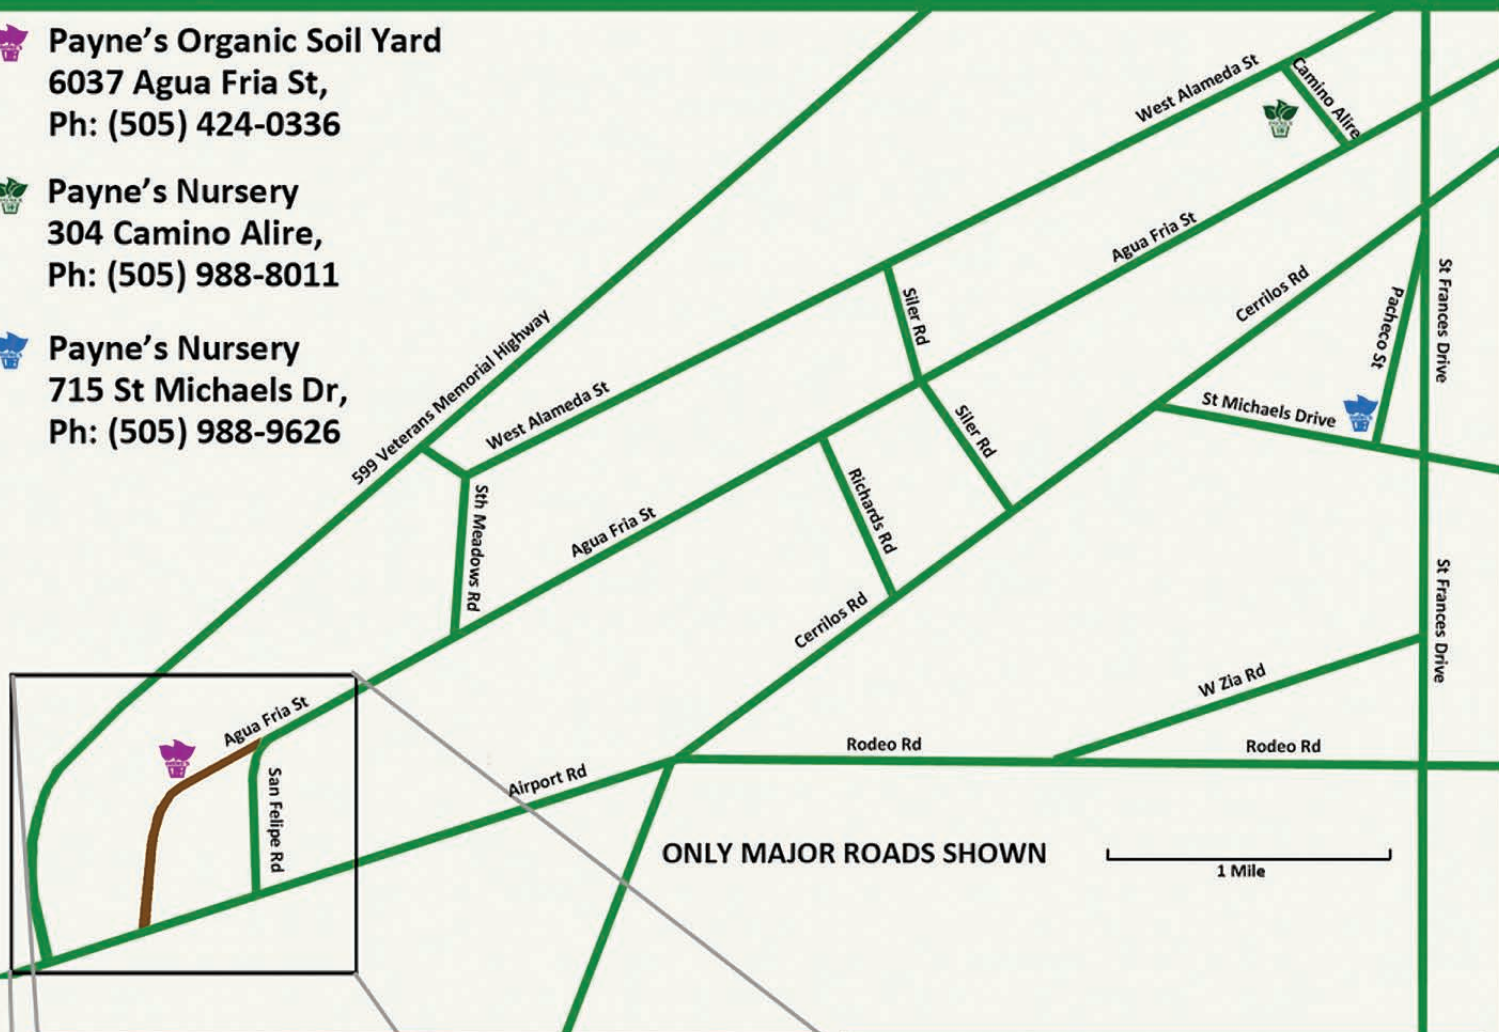 Payne's Organic Soil Yard
6037 Agua Fria St,
Ph: (505) 424-0336
Payne's Nursery
304 Camino Alire,
Ph: (505) 988-8011
Payne's Nursery
715 St Michaels Dr,
Ph: (505) 988-9626
West Alameda St
Camino Alire
Agua Fria St
Cerrilos Rd
St Frances Drive
Pacheco St
Siler Rd
599 Veterans Memorial Highway
West Alameda St
St Michaels Drive
Siler Rd
Sth Meadows Rd
Agua Fria St
Richards Rd
Cerrilos Rd
St Frances Drive
W Zia Rd
Agua Fria St
Rodeo Rd
Rodeo Rd
San Felipe Rd
Airport Rd
ONLY MAJOR ROADS SHOWN
1 Mile